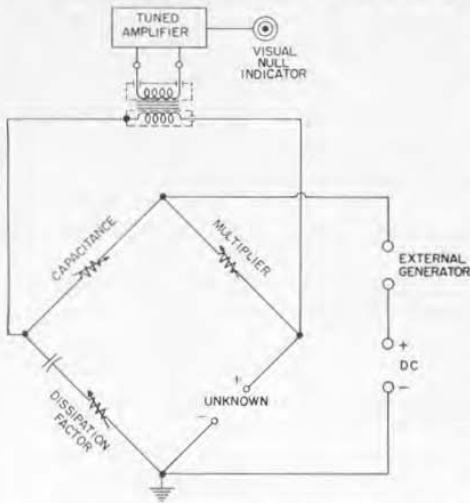 TUNED
AMPLIFIER
VISUAL
NULL
INDICATOR
CAPACITANCE
MULTIPLIER
EXTERNAL
GENERATOR
+
DC
−
+
UNKNOWN
−
DISSIPATION
FACTOR